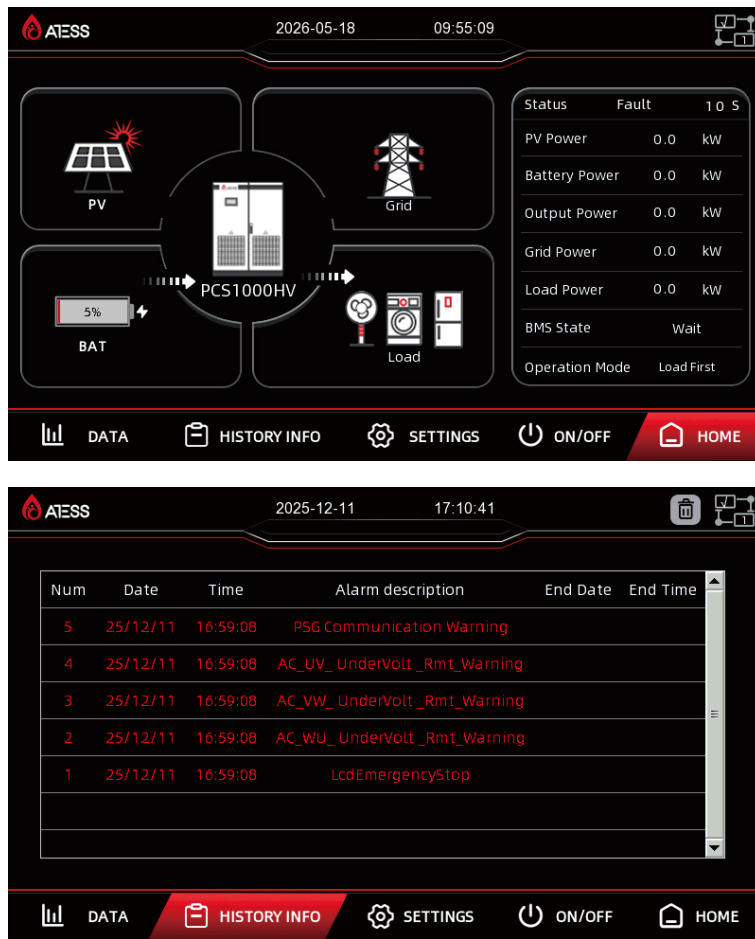 ATESS 2026-05-18 09:55:09
1
Status Fault 10 S
PV Power 0.0 kW
Battery Power 0.0 kW
Output Power 0.0 kW
Grid Power 0.0 kW
Load Power 0.0 kW
BMS State Wait
Operation Mode Load First
PV
Grid
PCS1000HV
5%
BAT
Load
DATA HISTORY INFO SETTINGS ON/OFF HOME
ATESS 2025-12-11 17:10:41
1
Num Date Time Alarm description End Date End Time
5 25/12/11 16:59:08 PSG Communication Warning
4 25/12/11 16:59:08 AC_UV_ UnderVolt _Rmt_Warning
3 25/12/11 16:59:08 AC_VW_ UnderVolt _Rmt_Warning
2 25/12/11 16:59:08 AC_WU_ UnderVolt _Rmt_Warning
1 25/12/11 16:59:08 LcdEmergencyStop
DATA HISTORY INFO SETTINGS ON/OFF HOME